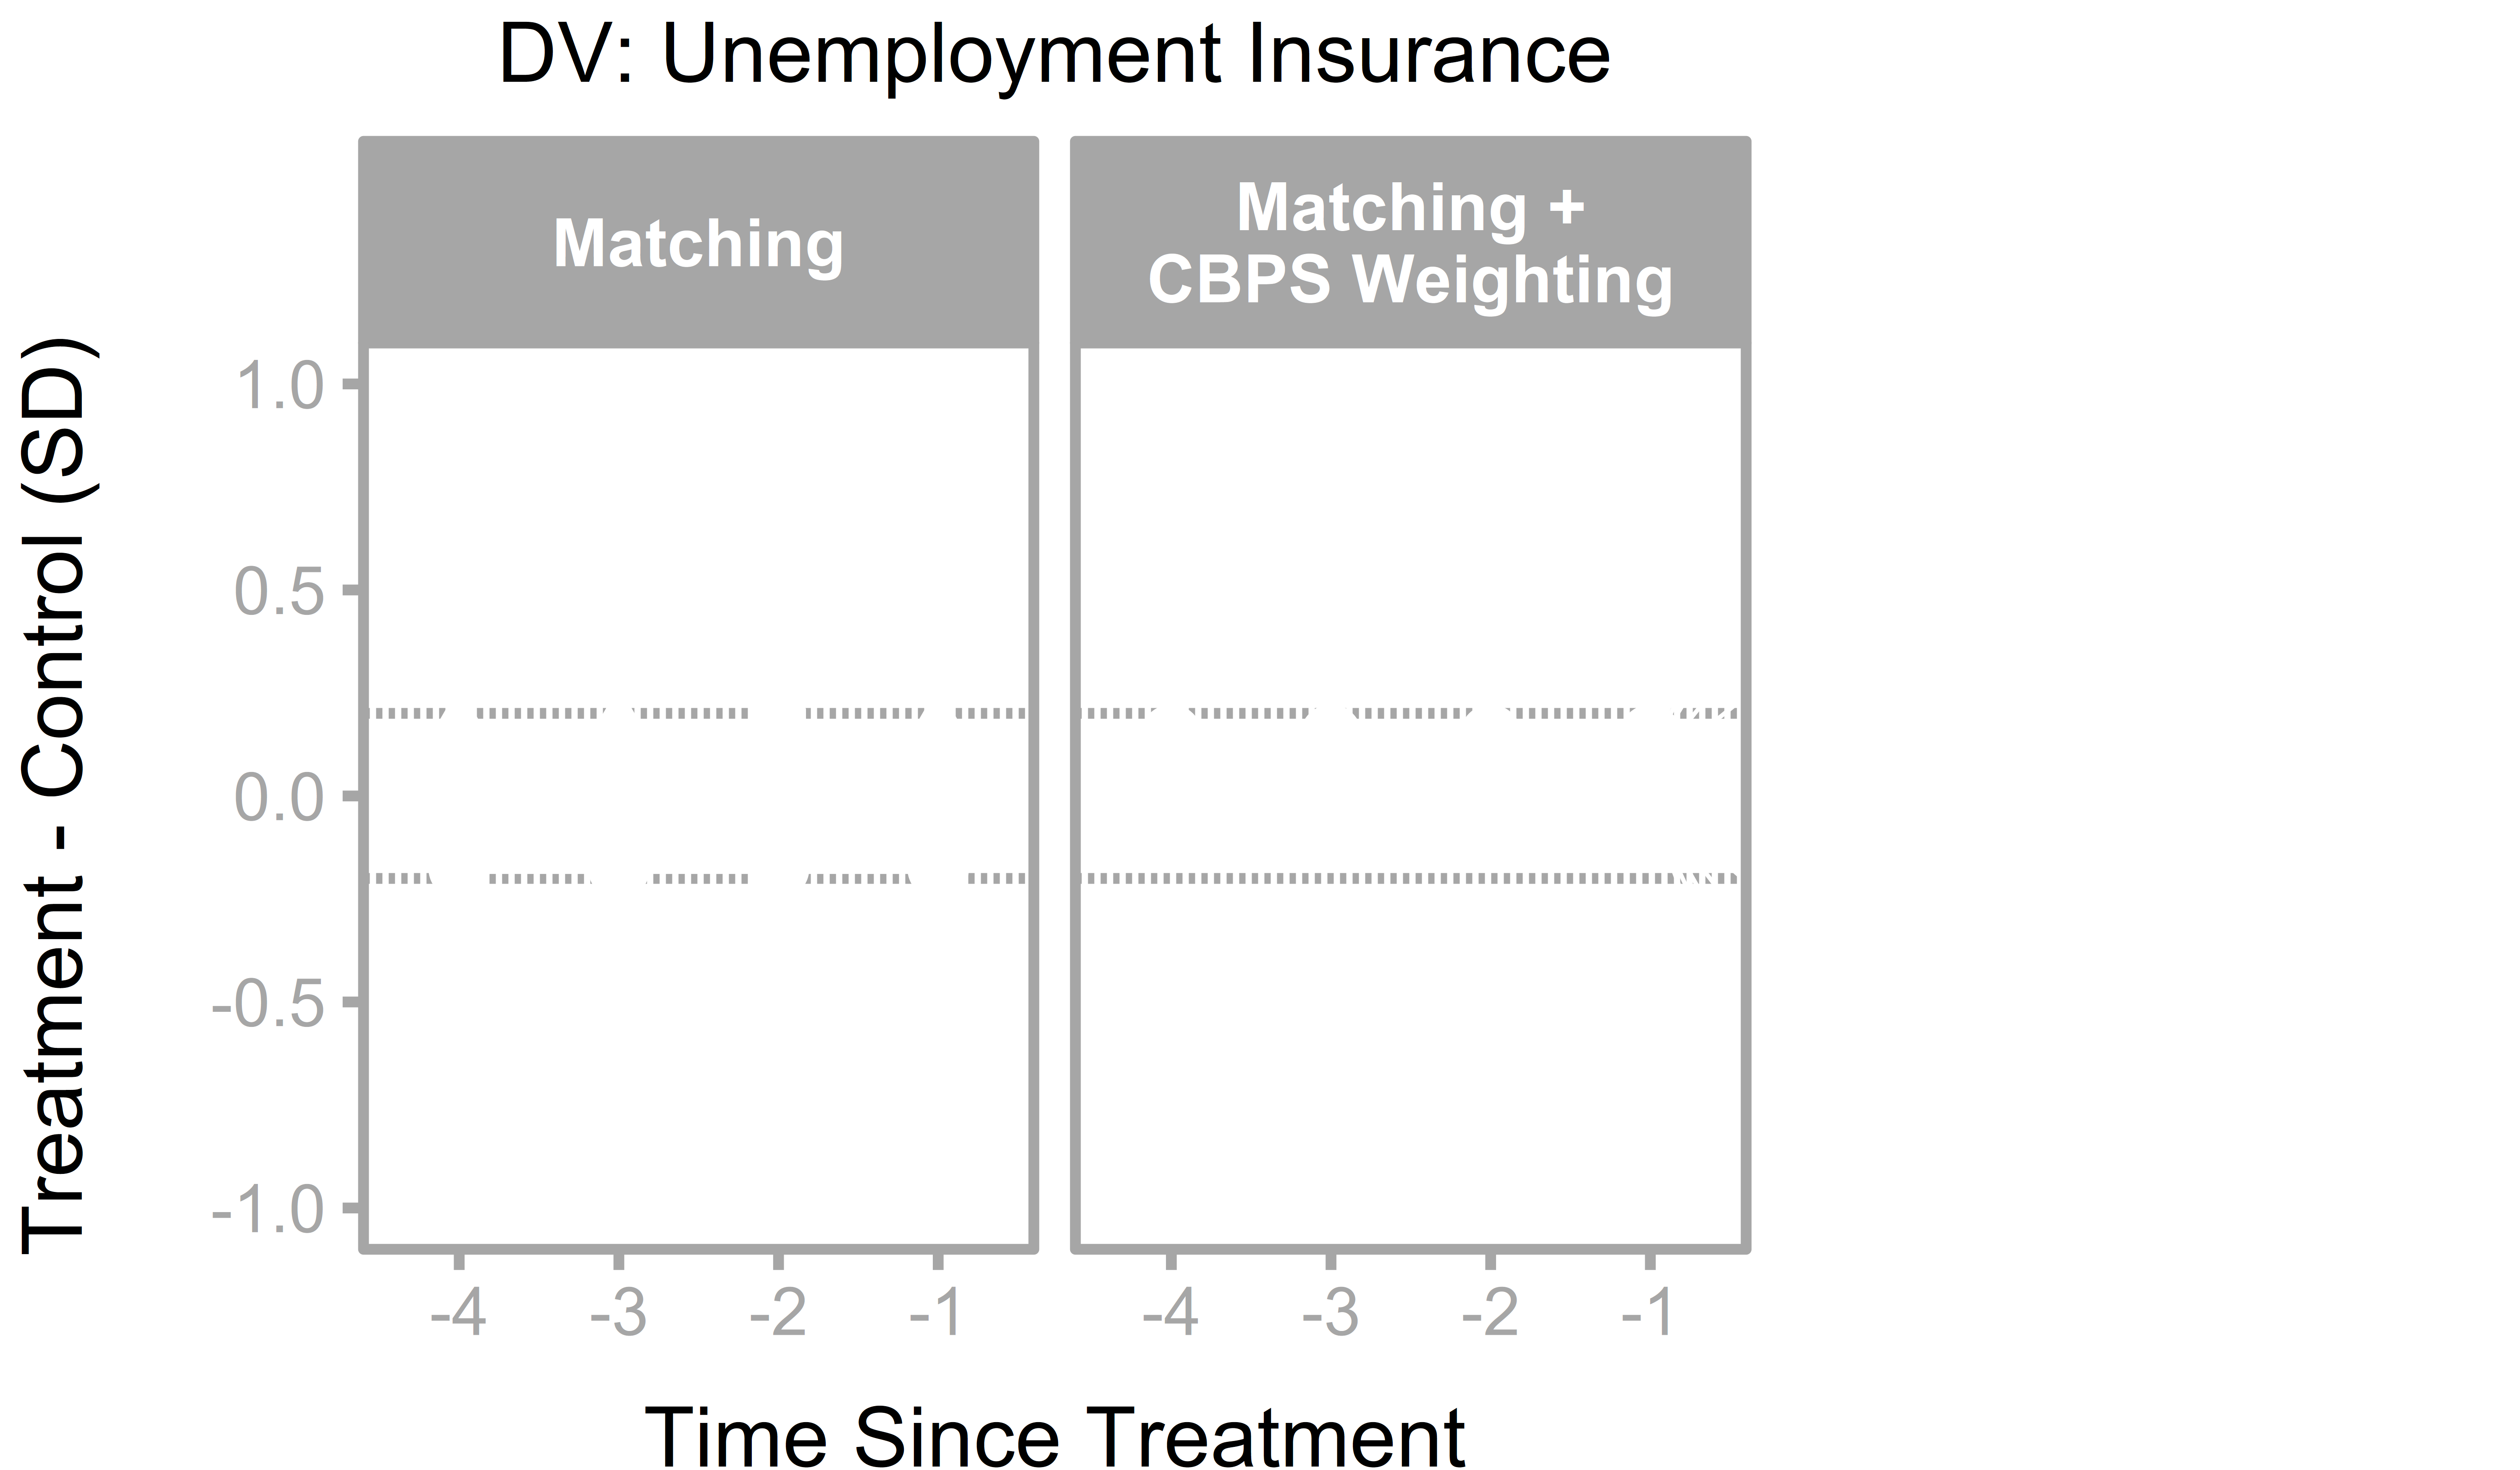 DV: Unemployment Insurance
Matching
Matching +
CBPS Weighting
Treatment - Control (SD)
1.0
0.5
0.0
-0.5
-1.0
-4 -3 -2 -1 -4 -3 -2 -1
Time Since Treatment